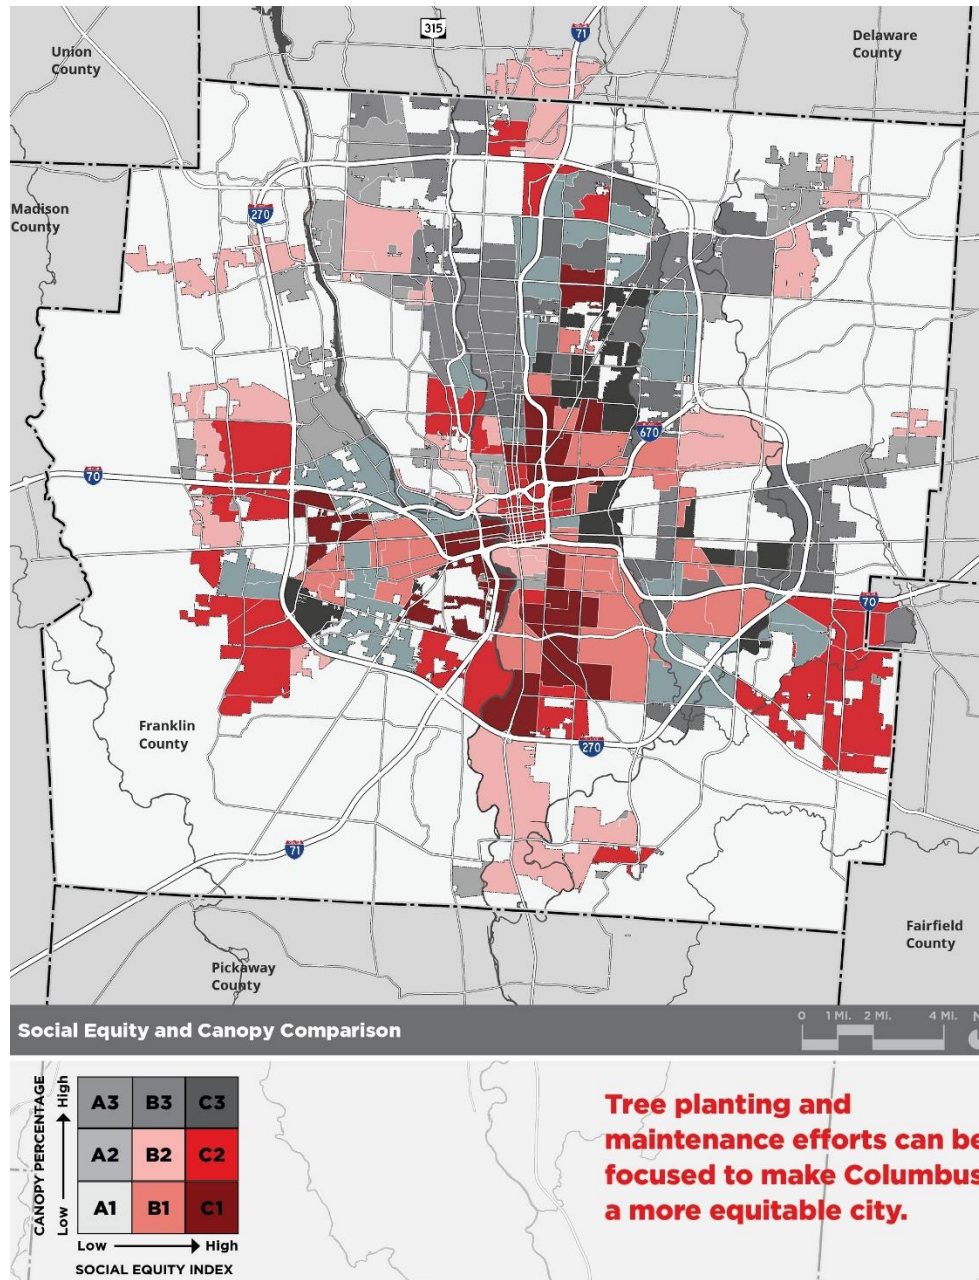 315
71
Union
County
Delaware
County
Madison
County
270
670
70
70
Franklin
County
270
71
Fairfield
County
Pickaway
County
Social Equity and Canopy Comparison
0 1 Mi. 2 Mi. 4 Mi. N
CANOPY PERCENTAGE
Low High
A3 B3 C3
A2 B2 C2
A1 B1 C1
Low High
SOCIAL EQUITY INDEX
Tree planting and
maintenance efforts can be
focused to make Columbus
a more equitable city.